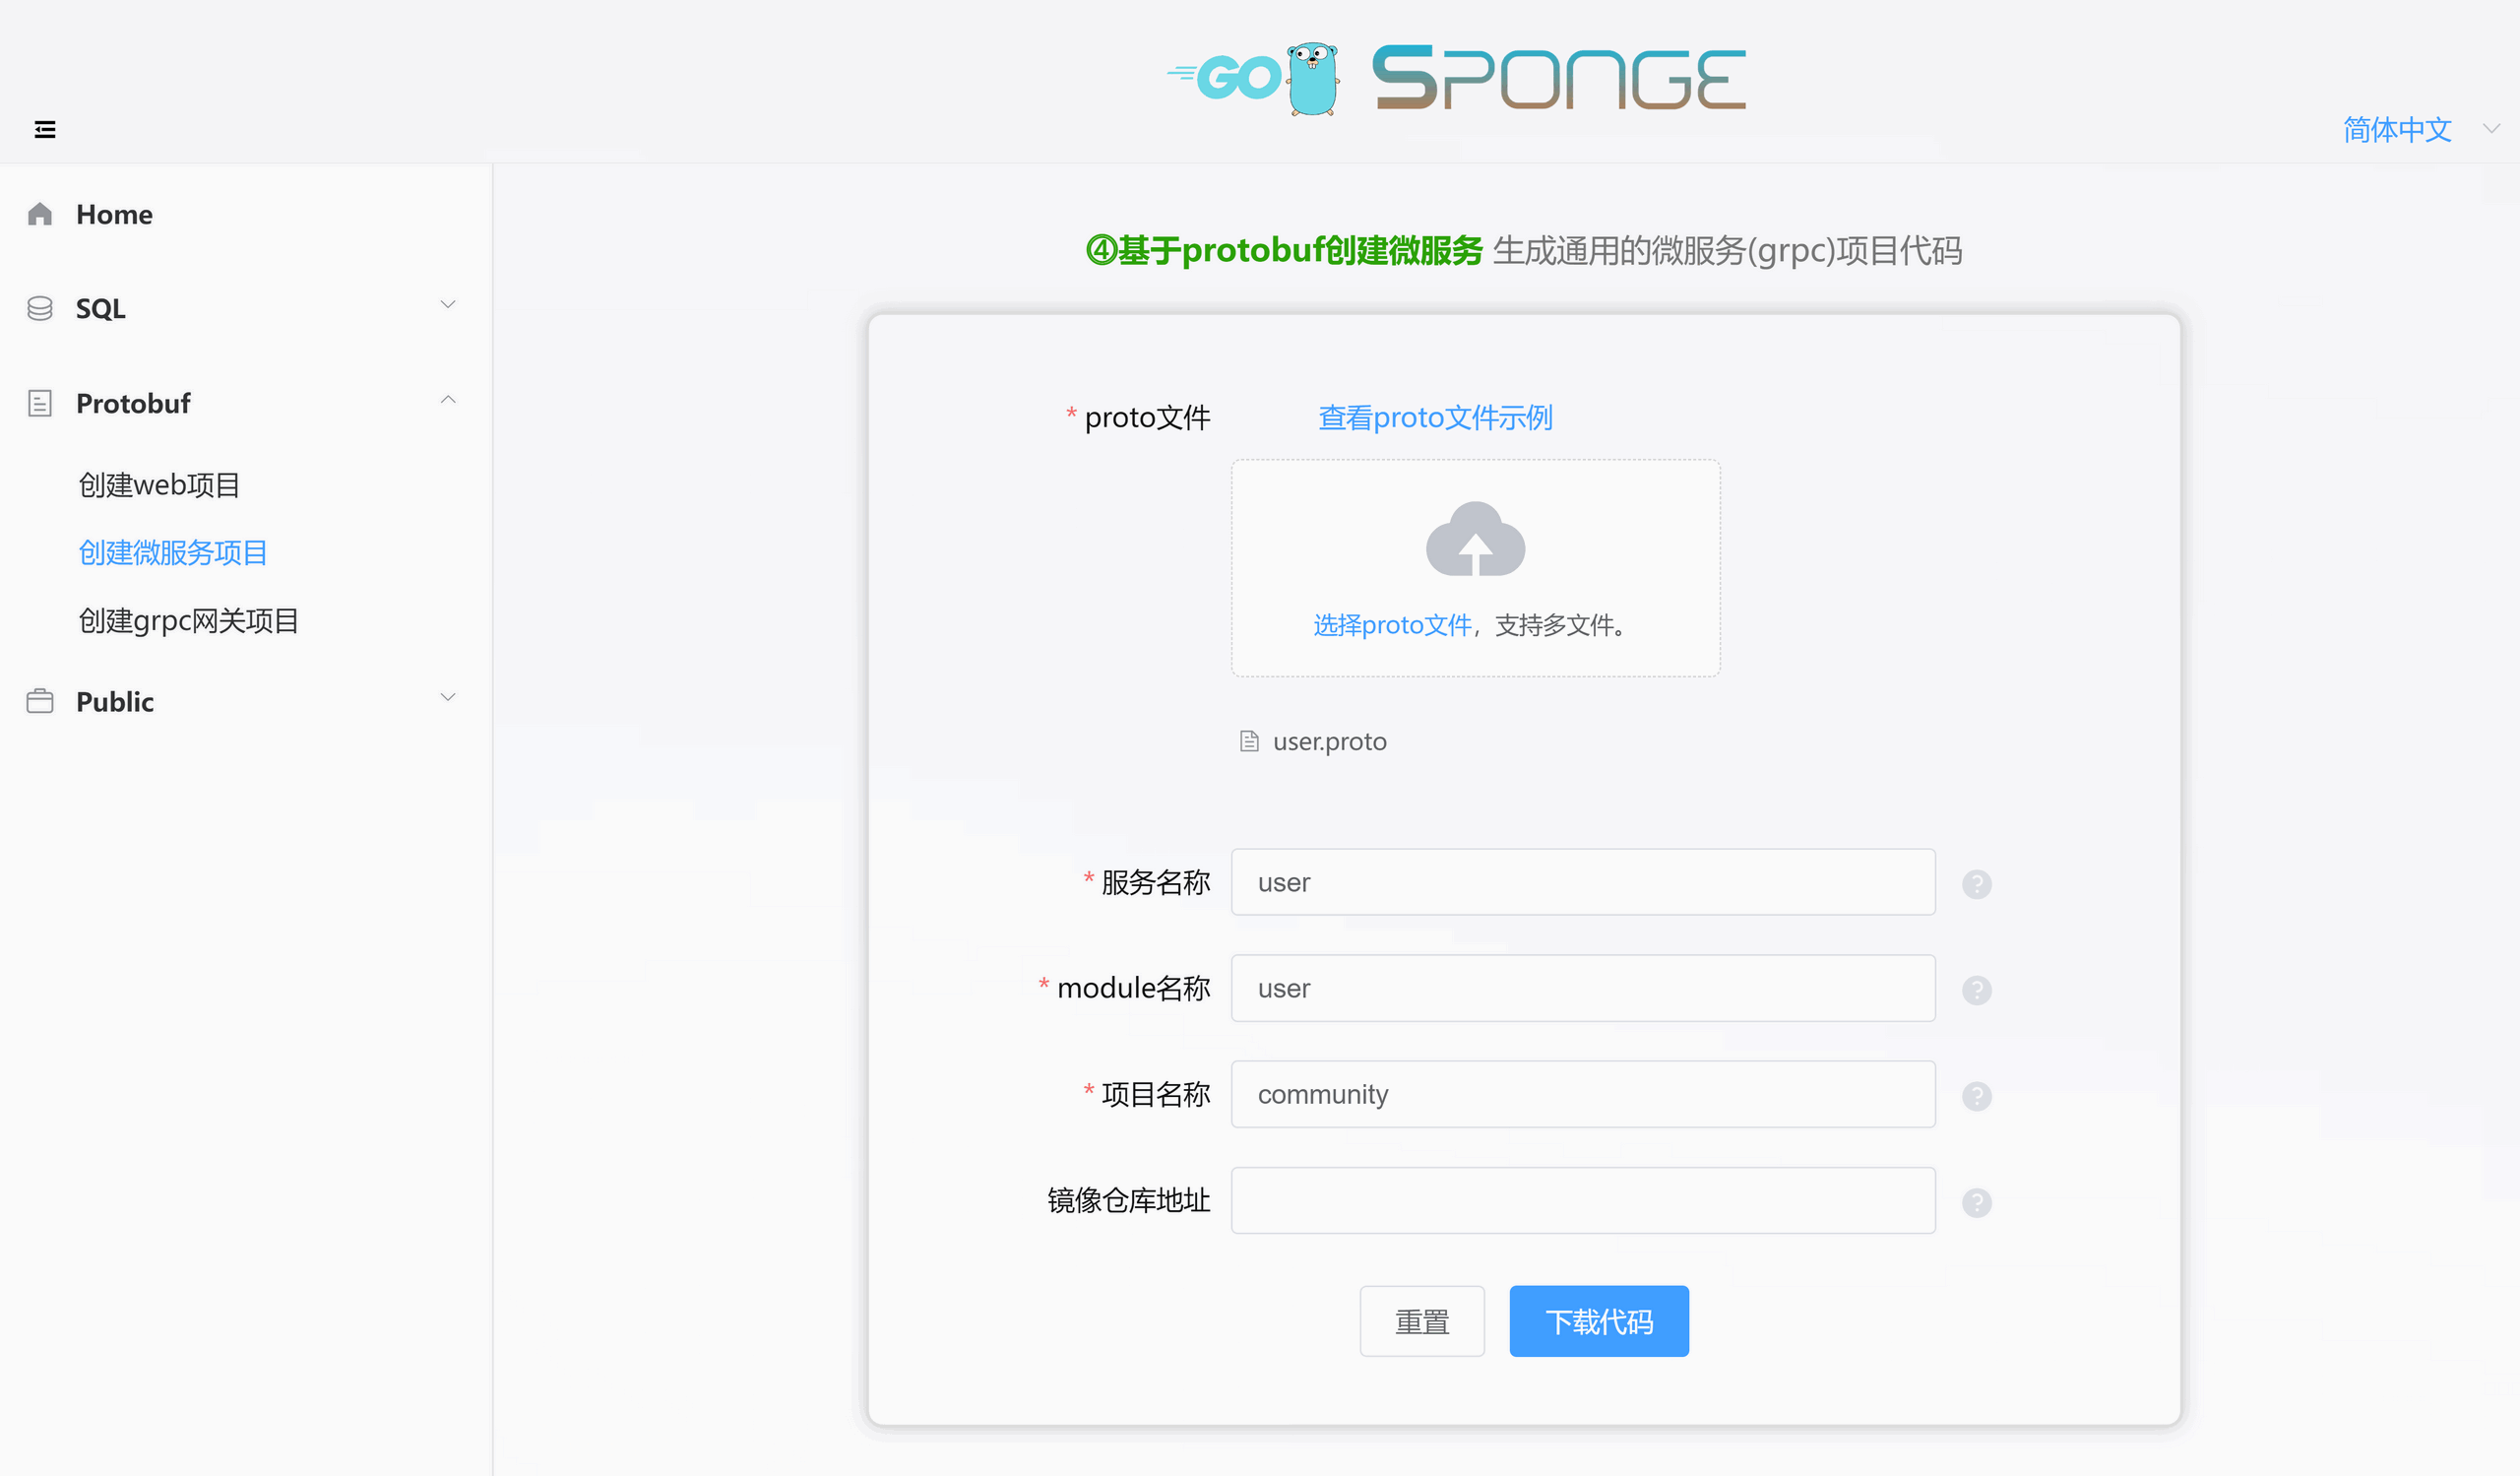 GO SPONGE
简体中文
Home
SQL
Protobuf
创建web项目
创建微服务项目
创建grpc网关项目
Public
④基于protobuf创建微服务 生成通用的微服务(grpc)项目代码
* proto文件 查看proto文件示例
选择proto文件，支持多文件。
user.proto
* 服务名称 user
* module名称 user
* 项目名称 community
镜像仓库地址
重置 下载代码